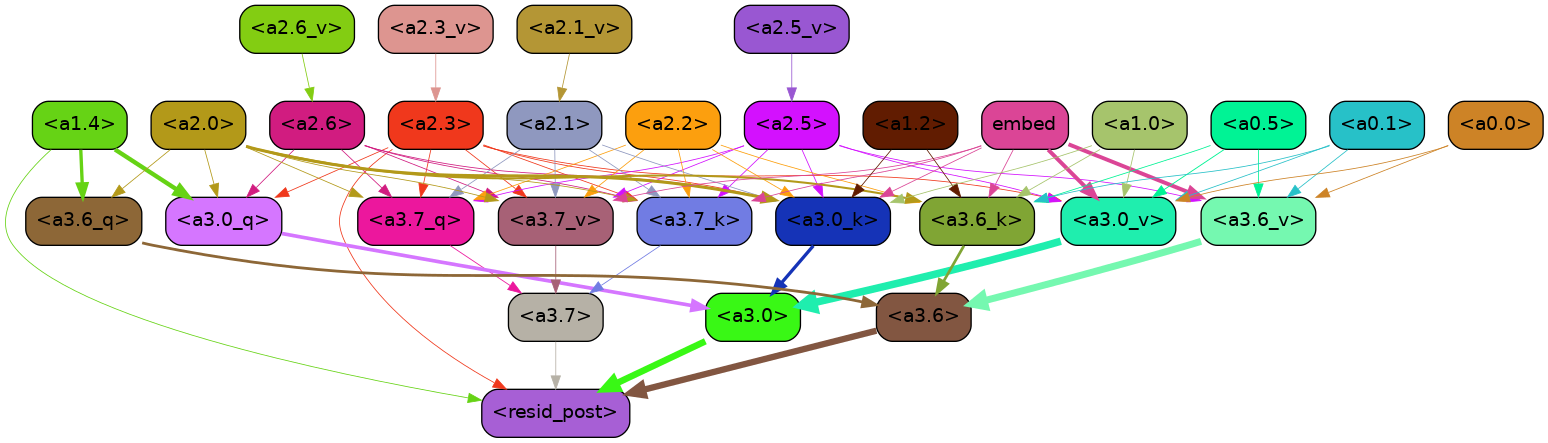 <a2.6_v> <a2.3_v> <a2.1_v> <a2.5_v>
<a1.4> <a2.0> <a2.6> <a2.3> <a2.1> <a2.2> <a2.5> <a1.2> embed <a1.0> <a0.5> <a0.1> <a0.0>
<a3.6_q> <a3.0_q> <a3.7_q> <a3.7_v> <a3.7_k> <a3.0_k> <a3.6_k> <a3.0_v> <a3.6_v>
<a3.7> <a3.0> <a3.6>
<resid_post>